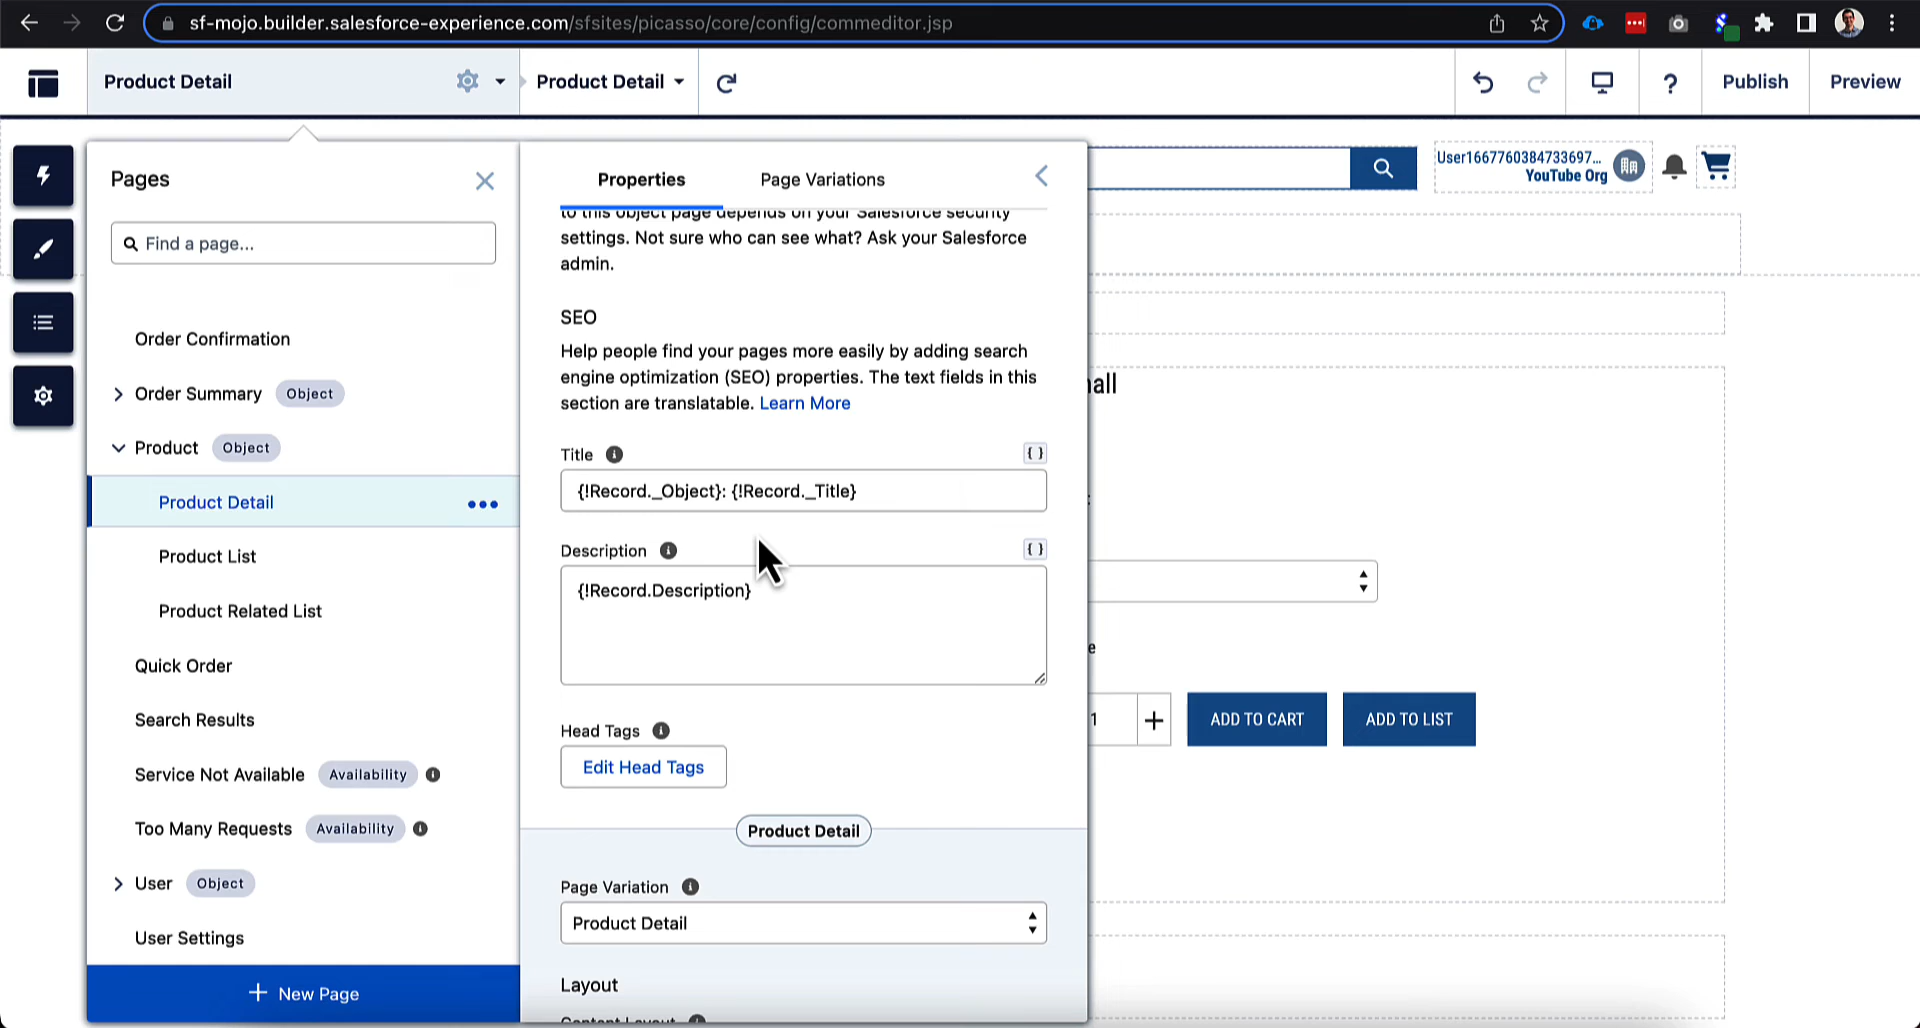 sf-mojo.builder.salesforce-experience.com/sfsites/picasso/core/config/commeditor.jsp
Product Detail
Product Detail
?
Publish
Preview
Pages
Find a page...
Order Confirmation
Order Summary Object
Product Object
Product Detail
Product List
Product Related List
Quick Order
Search Results
Service Not Available Availability
Too Many Requests Availability
User Object
User Settings
+ New Page
Properties
Page Variations
to this object page depends on your Salesforce security
settings. Not sure who can see what? Ask your Salesforce
admin.
SEO
Help people find your pages more easily by adding search
engine optimization (SEO) properties. The text fields in this
section are translatable. Learn More
Title
{ }
{!Record._Object}: {!Record._Title}
Description
{ }
{!Record.Description}
Head Tags
Edit Head Tags
Product Detail
Page Variation
Product Detail
Layout
Content Layout
User1667760384733697...
YouTube Org
all
e
1
+
ADD TO CART
ADD TO LIST